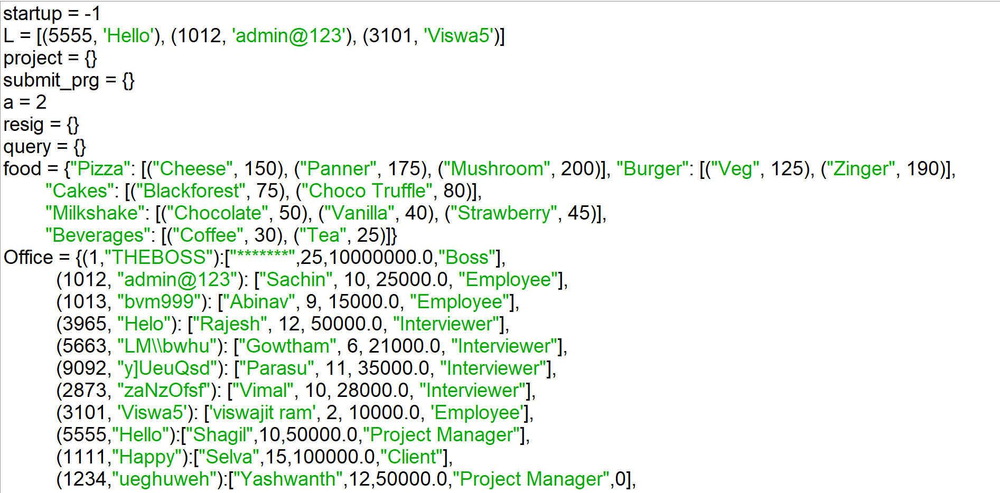 startup = -1
L = [(5555, 'Hello'), (1012, 'admin@123'), (3101, 'Viswa5')]
project = {}
submit_prg = {}
a = 2
resig = {}
query = {}
food = {"Pizza": [("Cheese", 150), ("Panner", 175), ("Mushroom", 200)], "Burger": [("Veg", 125), ("Zinger", 190)],
"Cakes": [("Blackforest", 75), ("Choco Truffle", 80)],
"Milkshake": [("Chocolate", 50), ("Vanilla", 40), ("Strawberry", 45)],
"Beverages": [("Coffee", 30), ("Tea", 25)]}
Office = {(1,"THEBOSS"):["*******",25,10000000.0,"Boss"],
(1012, "admin@123"): ["Sachin", 10, 25000.0, "Employee"],
(1013, "bvm999"): ["Abinav", 9, 15000.0, "Employee"],
(3965, "Helo"): ["Rajesh", 12, 50000.0, "Interviewer"],
(5663, "LM\\bwhu"): ["Gowtham", 6, 21000.0, "Interviewer"],
(9092, "y]UeuQsd"): ["Parasu", 11, 35000.0, "Interviewer"],
(2873, "zaNzOfsf"): ["Vimal", 10, 28000.0, "Interviewer"],
(3101, 'Viswa5'): ['viswajit ram', 2, 10000.0, 'Employee'],
(5555,"Hello"):["Shagil",10,50000.0,"Project Manager"],
(1111,"Happy"):["Selva",15,100000.0,"Client"],
(1234,"ueghuweh"):["Yashwanth",12,50000.0,"Project Manager",0],